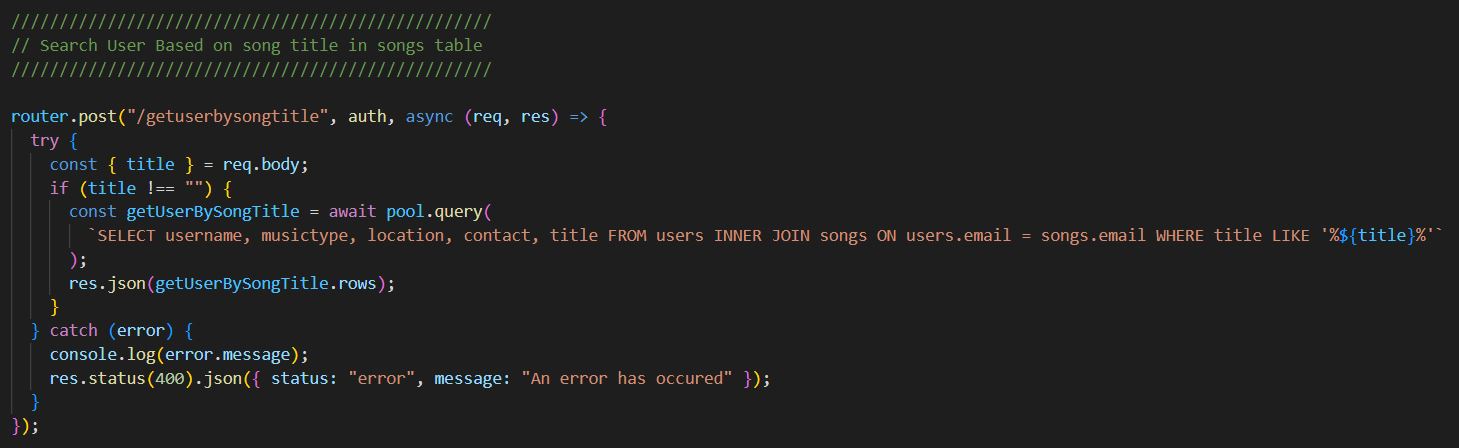 //////////////////////////////////////////////////
// Search User Based on song title in songs table
//////////////////////////////////////////////////

router.post("/getuserbysongtitle", auth, async (req, res) => {
  try {
    const { title } = req.body;
    if (title !== "") {
      const getUserBySongTitle = await pool.query(
        `SELECT username, musictype, location, contact, title FROM users INNER JOIN songs ON users.email = songs.email WHERE title LIKE '%${title}%'`
      );
      res.json(getUserBySongTitle.rows);
    }
  } catch (error) {
    console.log(error.message);
    res.status(400).json({ status: "error", message: "An error has occured" });
  }
});